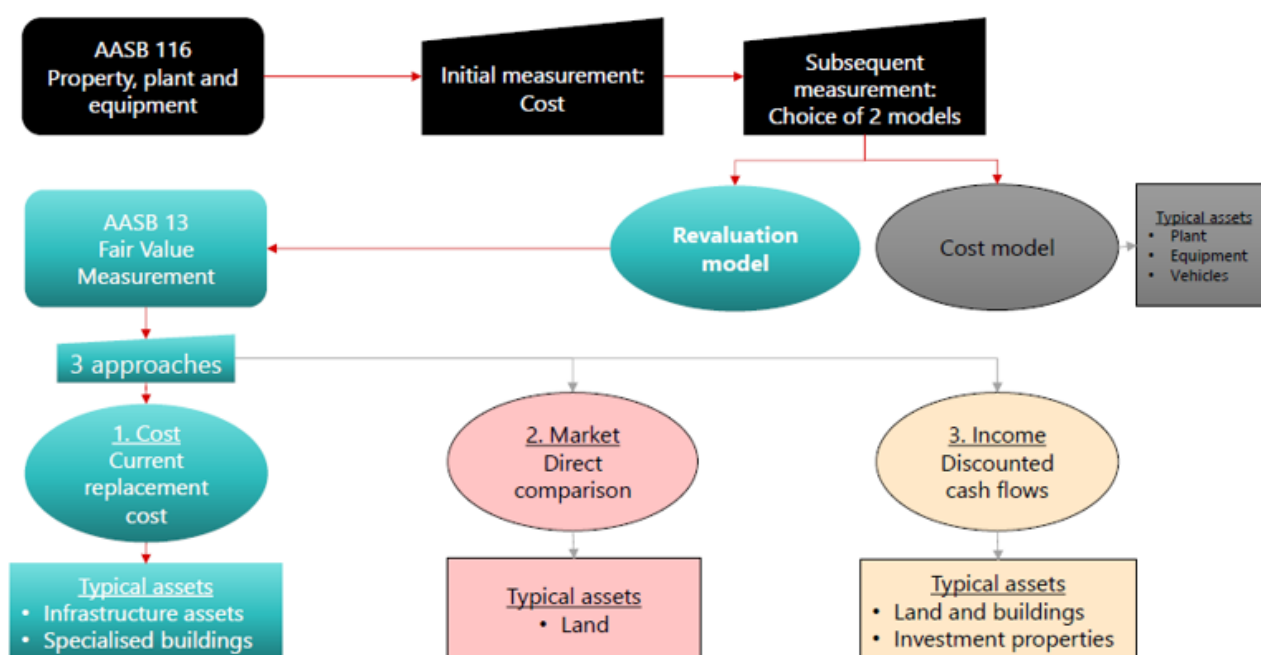 AASB 116
Property, plant and
equipment
Initial measurement:
Cost
Subsequent
measurement:
Choice of 2 models
AASB 13
Fair Value
Measurement
Revaluation
model
Cost model
Typical assets
• Plant
• Equipment
• Vehicles
3 approaches
1. Cost
Current
replacement
cost
2. Market
Direct
comparison
3. Income
Discounted
cash flows
Typical assets
• Infrastructure assets
• Specialised buildings
Typical assets
• Land
Typical assets
• Land and buildings
• Investment properties